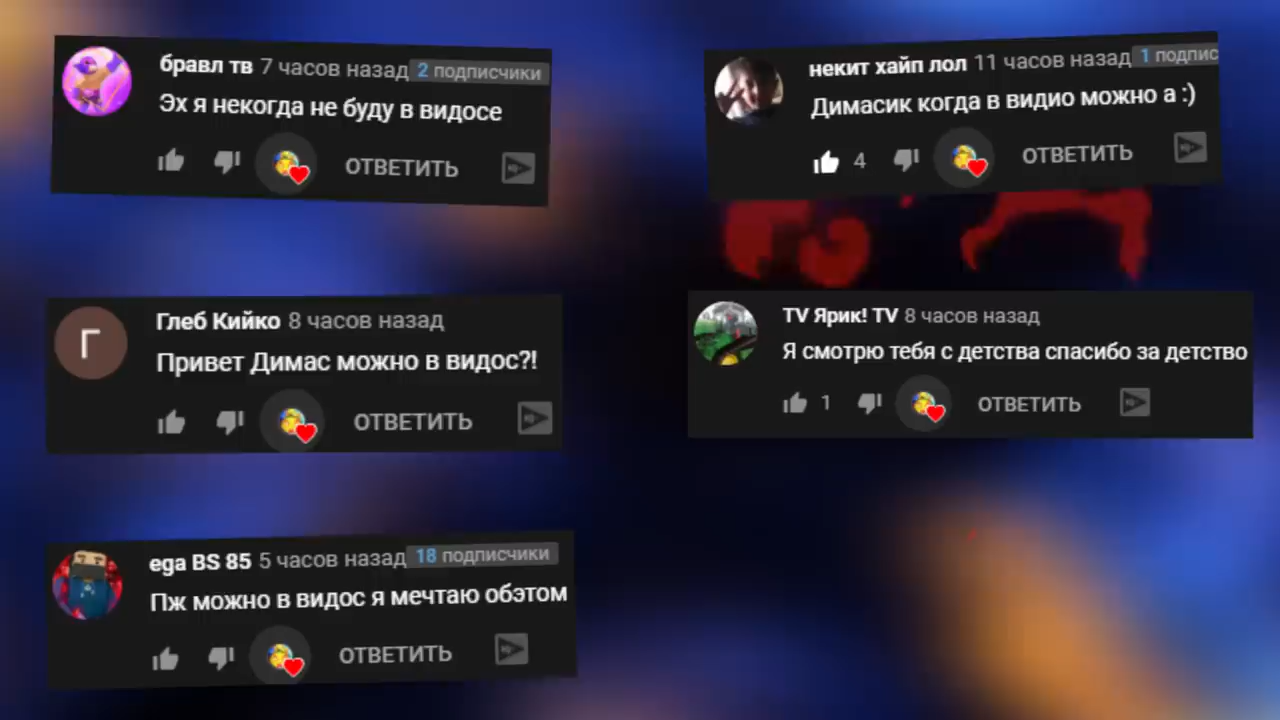 бравл тв 7 часов назад 2 подписчики
Эх я некогда не буду в видосе
ОТВЕТИТЬ
Г
Глеб Кийко 8 часов назад
Привет Димас можно в видос?!
ОТВЕТИТЬ
ega BS 85 5 часов назад 18 подписчики
Пж можно в видос я мечтаю обэтом
ОТВЕТИТЬ
некит хайп лол 11 часов назад 1 подпис
Димасик когда в видио можно а :)
4 ОТВЕТИТЬ
TV Ярик! TV 8 часов назад
Я смотрю тебя с детства спасибо за детство
1 ОТВЕТИТЬ